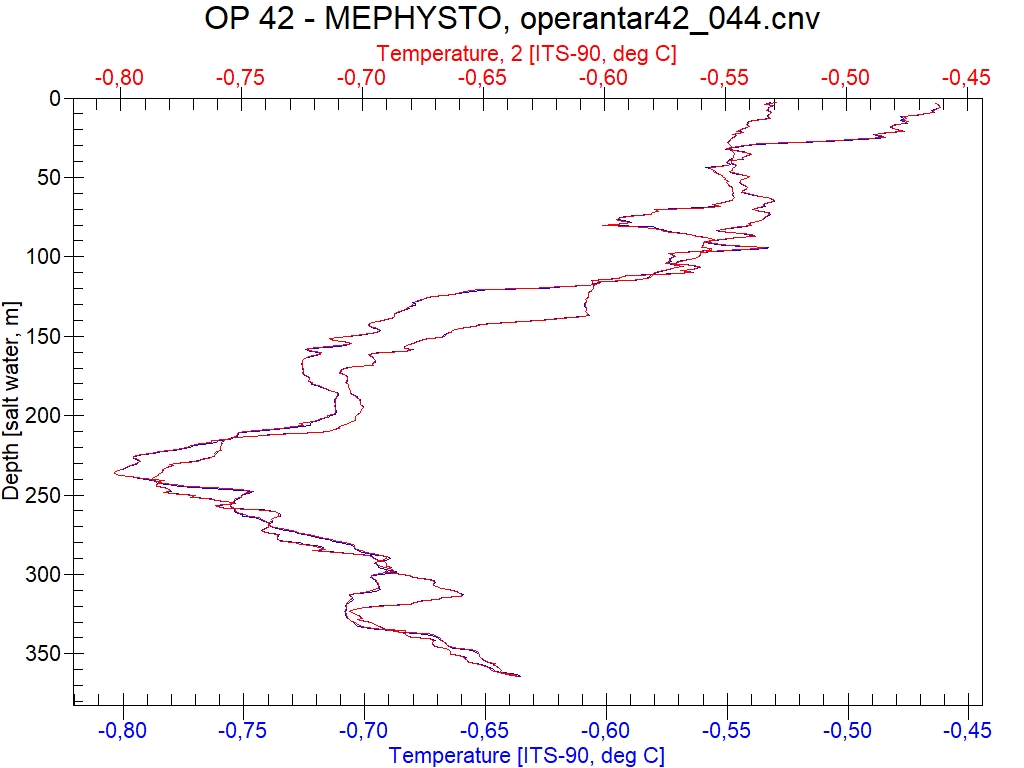 OP 42 - MEPHYSTO, operantar42_044.cnv
Temperature, 2 [ITS-90, deg C]
-0,80 -0,75 -0,70 -0,65 -0,60 -0,55 -0,50 -0,45
0
50
100
150
200
250
300
350
Depth [salt water, m]
-0,80 -0,75 -0,70 -0,65 -0,60 -0,55 -0,50 -0,45
Temperature [ITS-90, deg C]